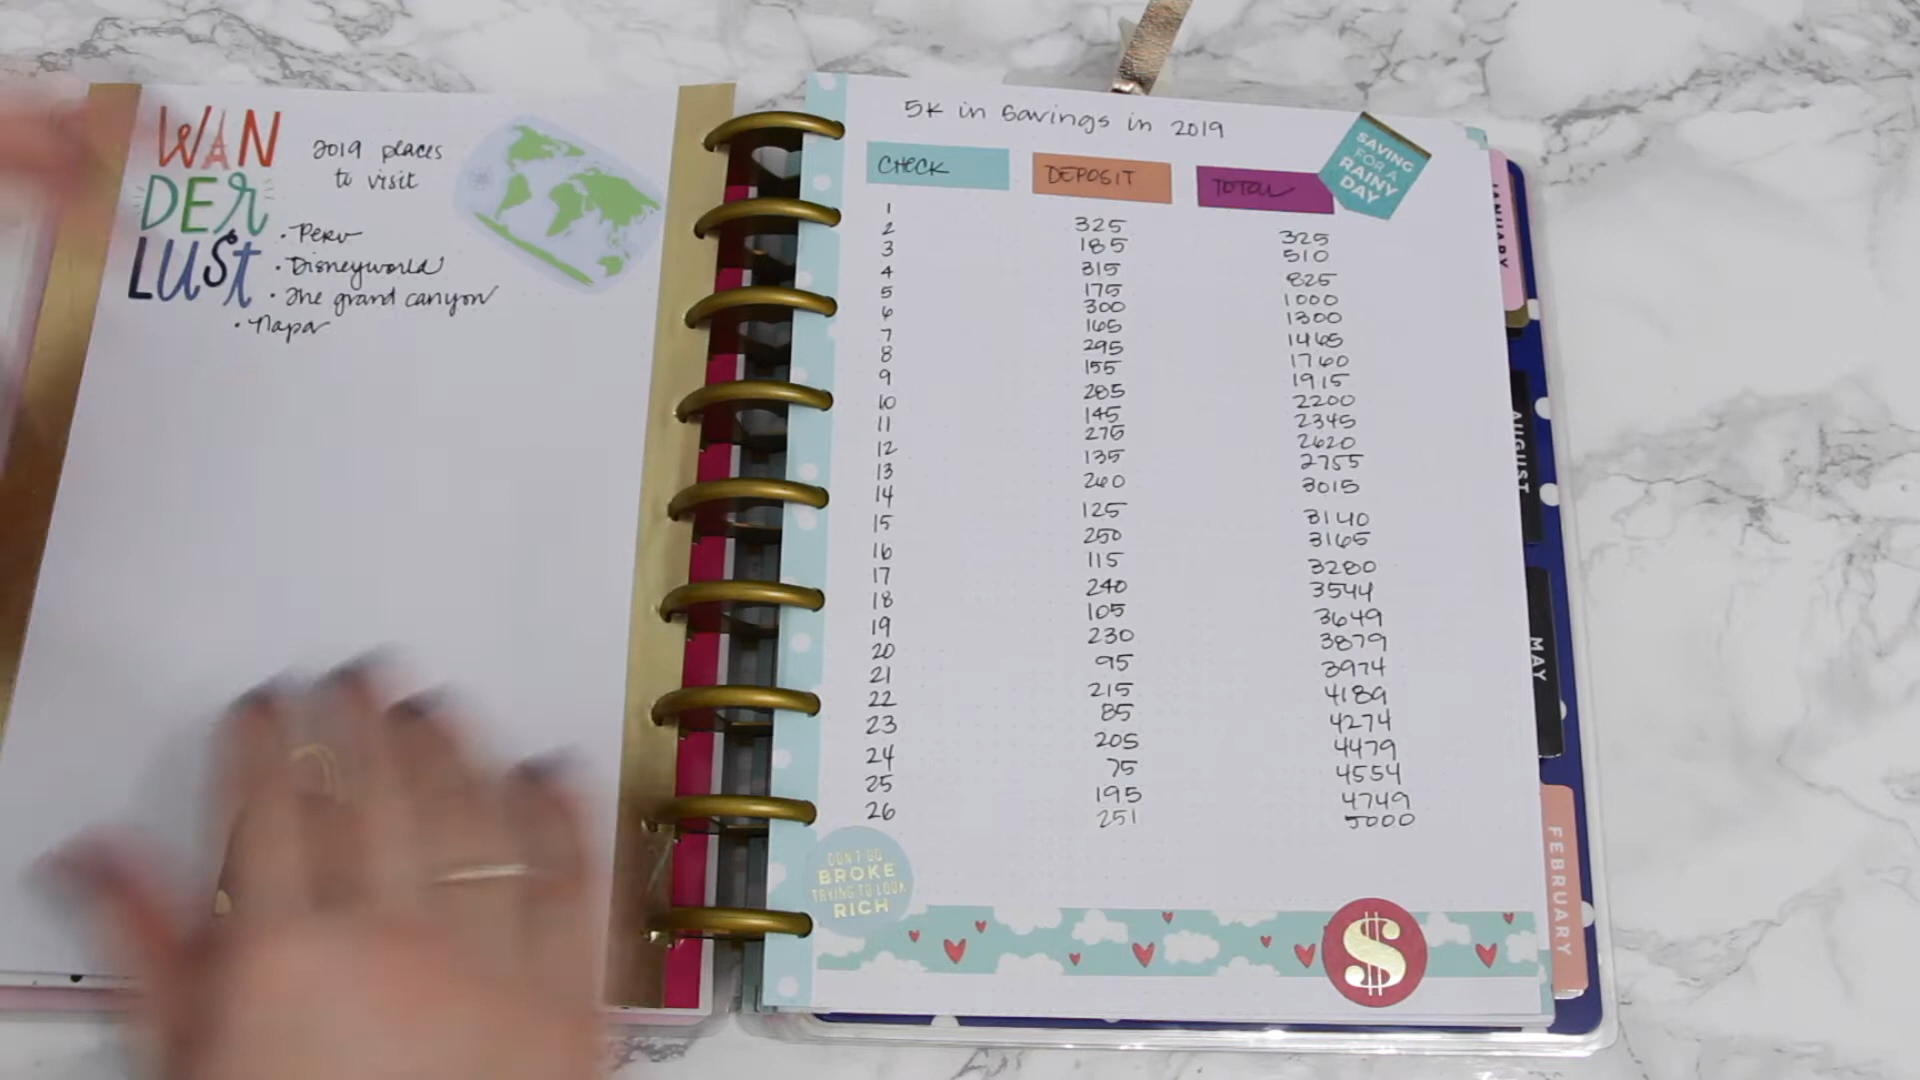 WANDERLUST
2019 places
to visit
• Peru
• Disneyworld
• The grand canyon
• Napa
5K in Savings in 2019
CHECK DEPOSIT TOTAL
SAVING
FOR A
RAINY
DAY
1 325 325
2 185 510
3 315 825
4 175 1000
5 300 1300
6 165 1465
7 295 1760
8 155 1915
9 285 2200
10 145 2345
11 275 2620
12 135 2755
13 260 3015
14 125 3140
15 250 3165
16 115 3280
17 240 3544
18 105 3649
19 230 3879
20 95 3974
21 215 4189
22 85 4274
23 205 4479
24 75 4554
25 195 4749
26 251 5000
DON'T GO
BROKE
TRYING TO LOOK
RICH
$
JANUARY
AUGUST
MAY
FEBRUARY